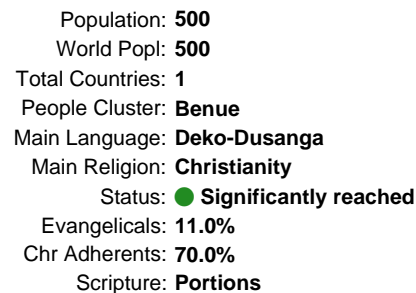 Population: 500
World Popl: 500
Total Countries: 1
People Cluster: Benue
Main Language: Deko-Dusanga
Main Religion: Christianity
Status: Significantly reached
Evangelicals: 11.0%
Chr Adherents: 70.0%
Scripture: Portions